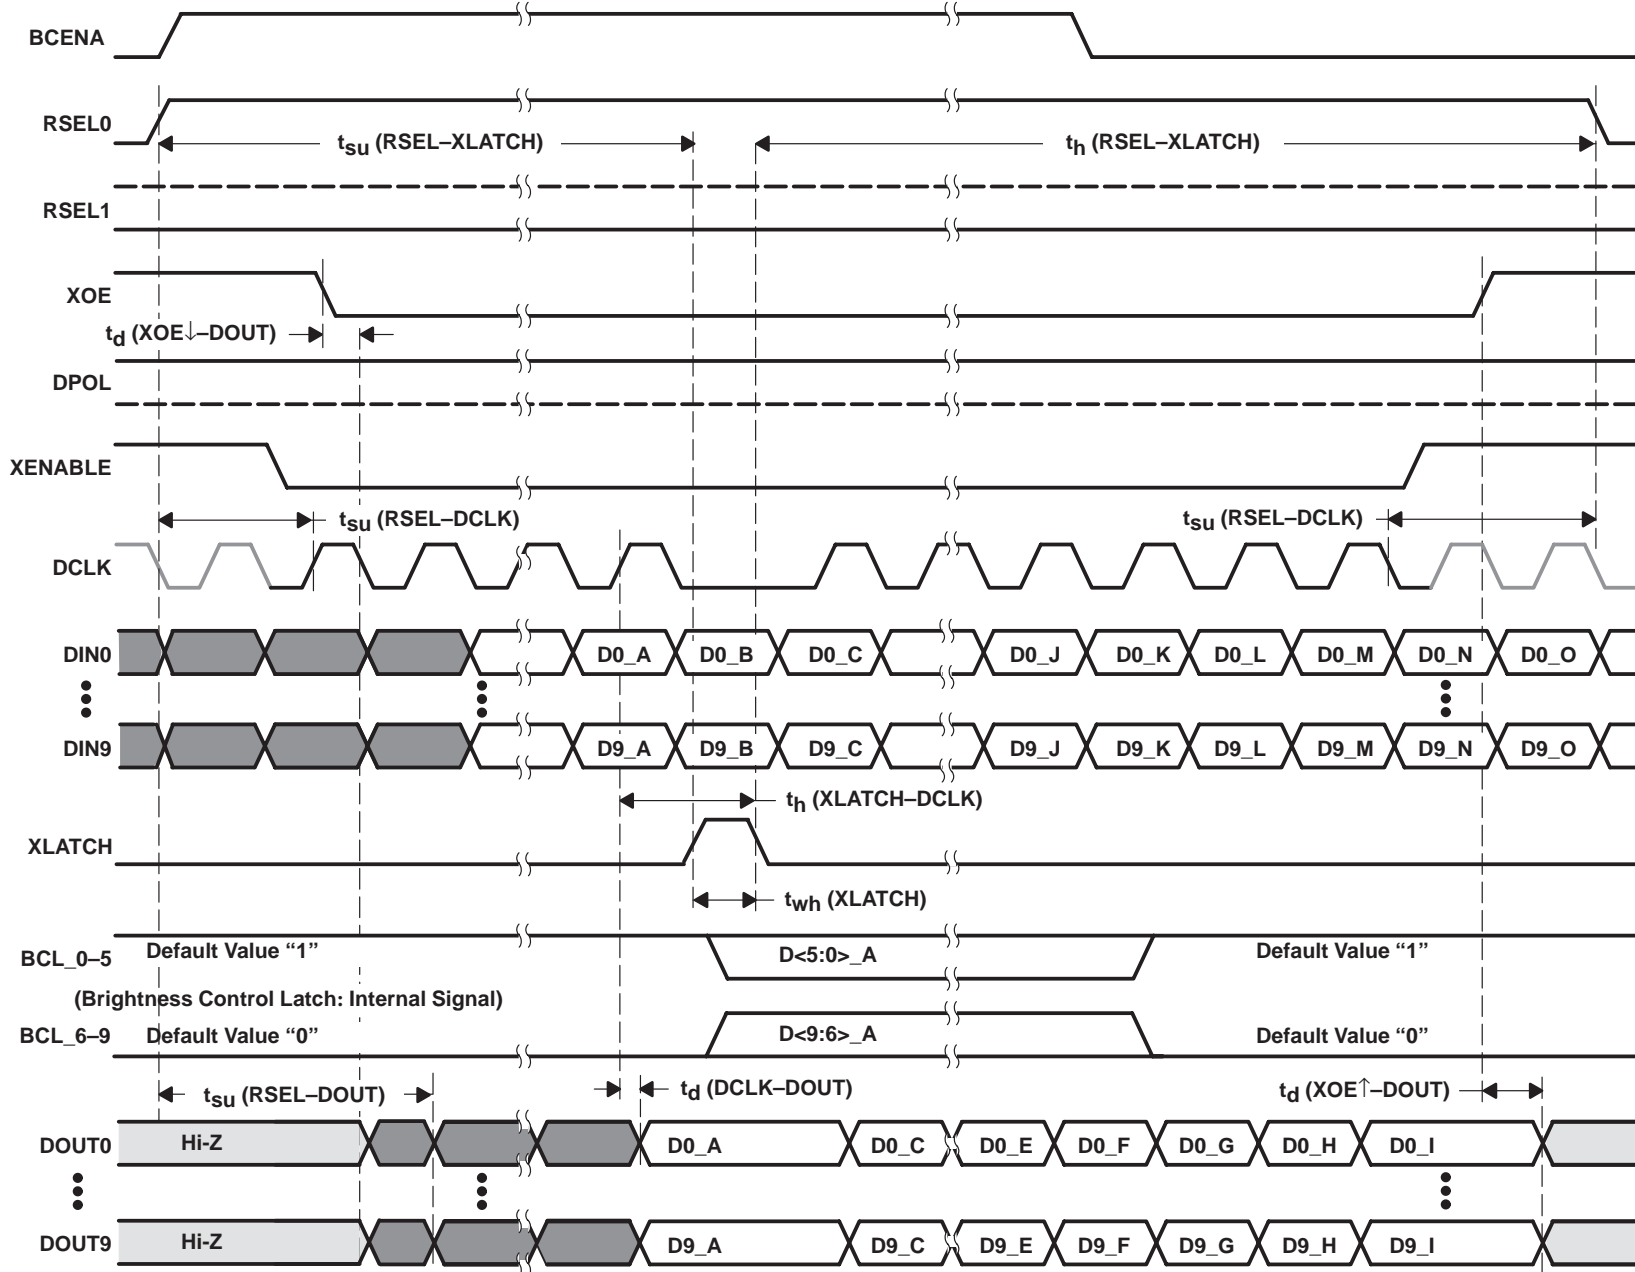 BCENA
RSEL0
tsu (RSEL–XLATCH)
th (RSEL–XLATCH)
RSEL1
XOE
td (XOE↓–DOUT)
DPOL
XENABLE
tsu (RSEL–DCLK)
tsu (RSEL–DCLK)
DCLK
DIN0
D0_A D0_B D0_C D0_J D0_K D0_L D0_M D0_N D0_O
DIN9
D9_A D9_B D9_C D9_J D9_K D9_L D9_M D9_N D9_O
th (XLATCH–DCLK)
XLATCH
twh (XLATCH)
BCL_0–5
Default Value “1”
D<5:0>_A
Default Value “1”
(Brightness Control Latch: Internal Signal)
BCL_6–9
Default Value “0”
D<9:6>_A
Default Value “0”
tsu (RSEL–DOUT)
td (DCLK–DOUT)
td (XOE↑–DOUT)
DOUT0
Hi-Z D0_A D0_C D0_E D0_F D0_G D0_H D0_I
DOUT9
Hi-Z D9_A D9_C D9_E D9_F D9_G D9_H D9_I